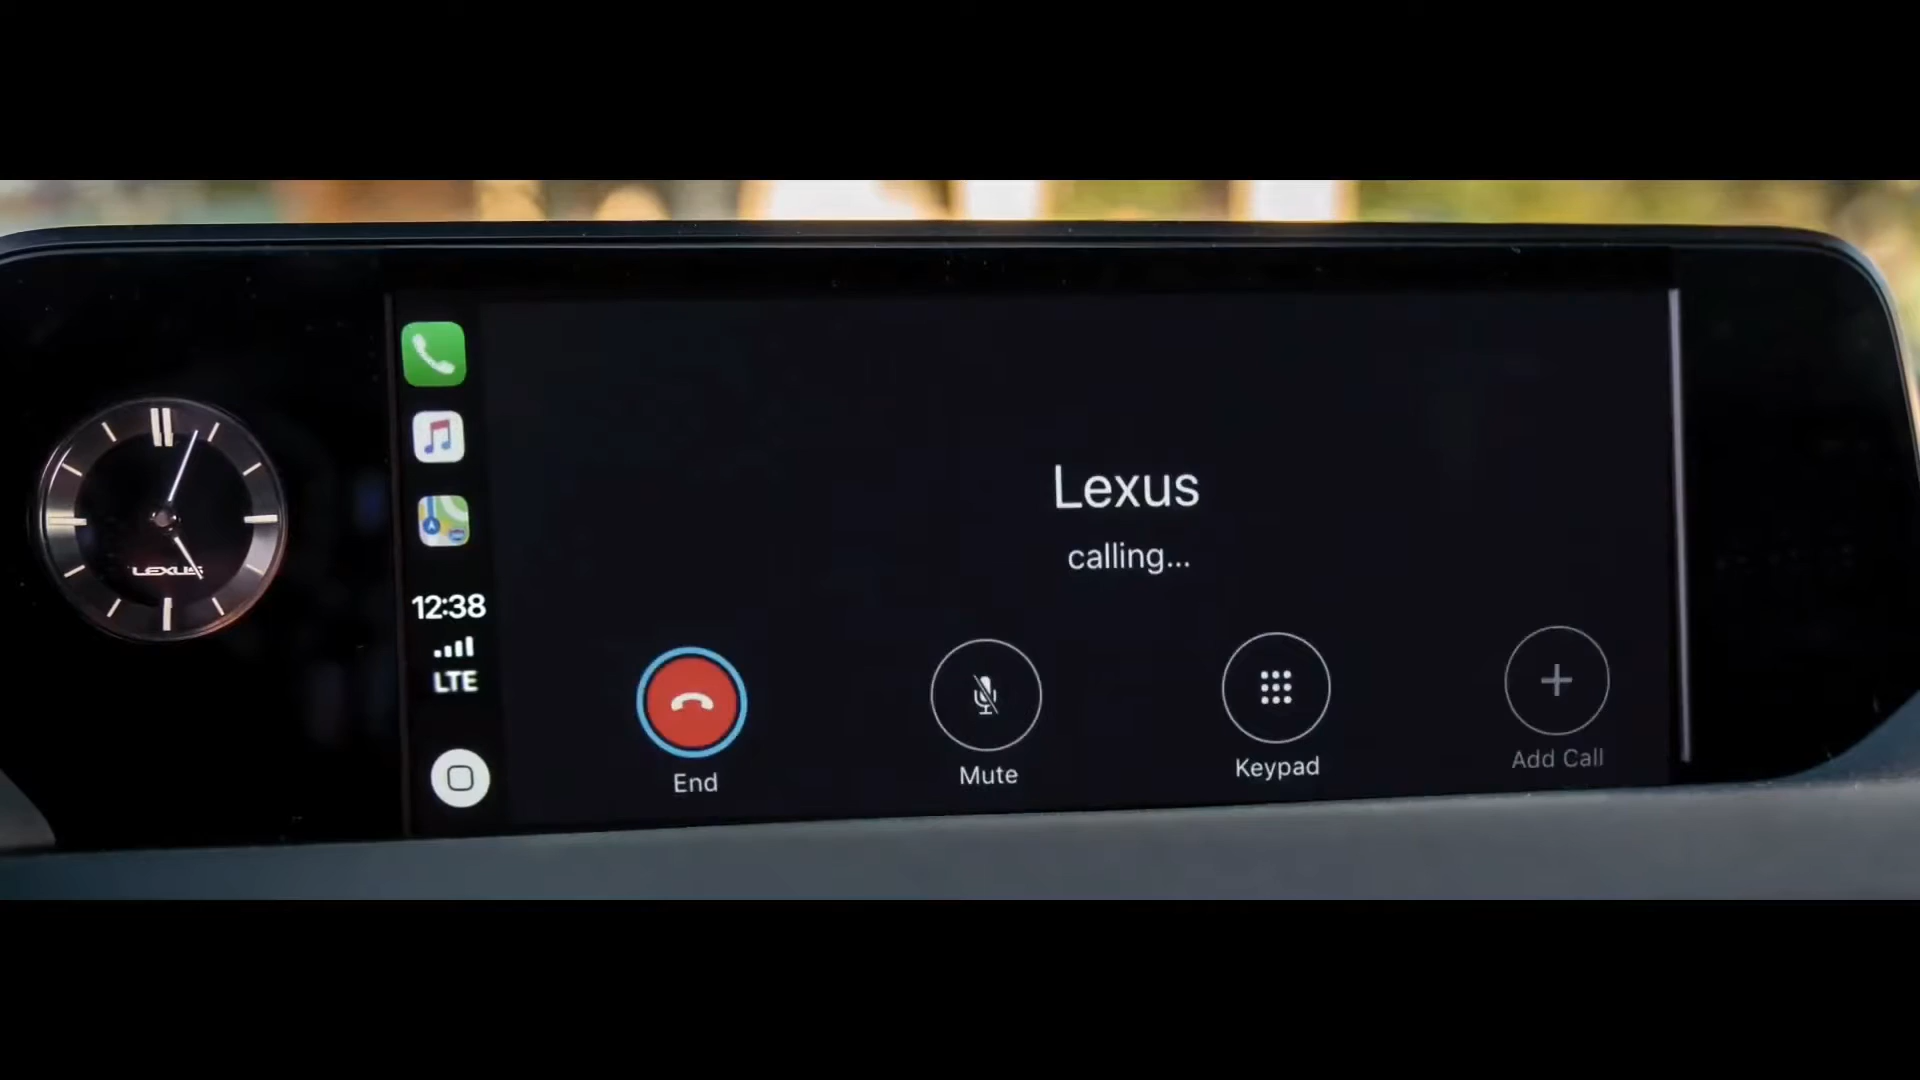 LEXUS
12:38
LTE
Lexus
calling...
End
Mute
Keypad
Add Call